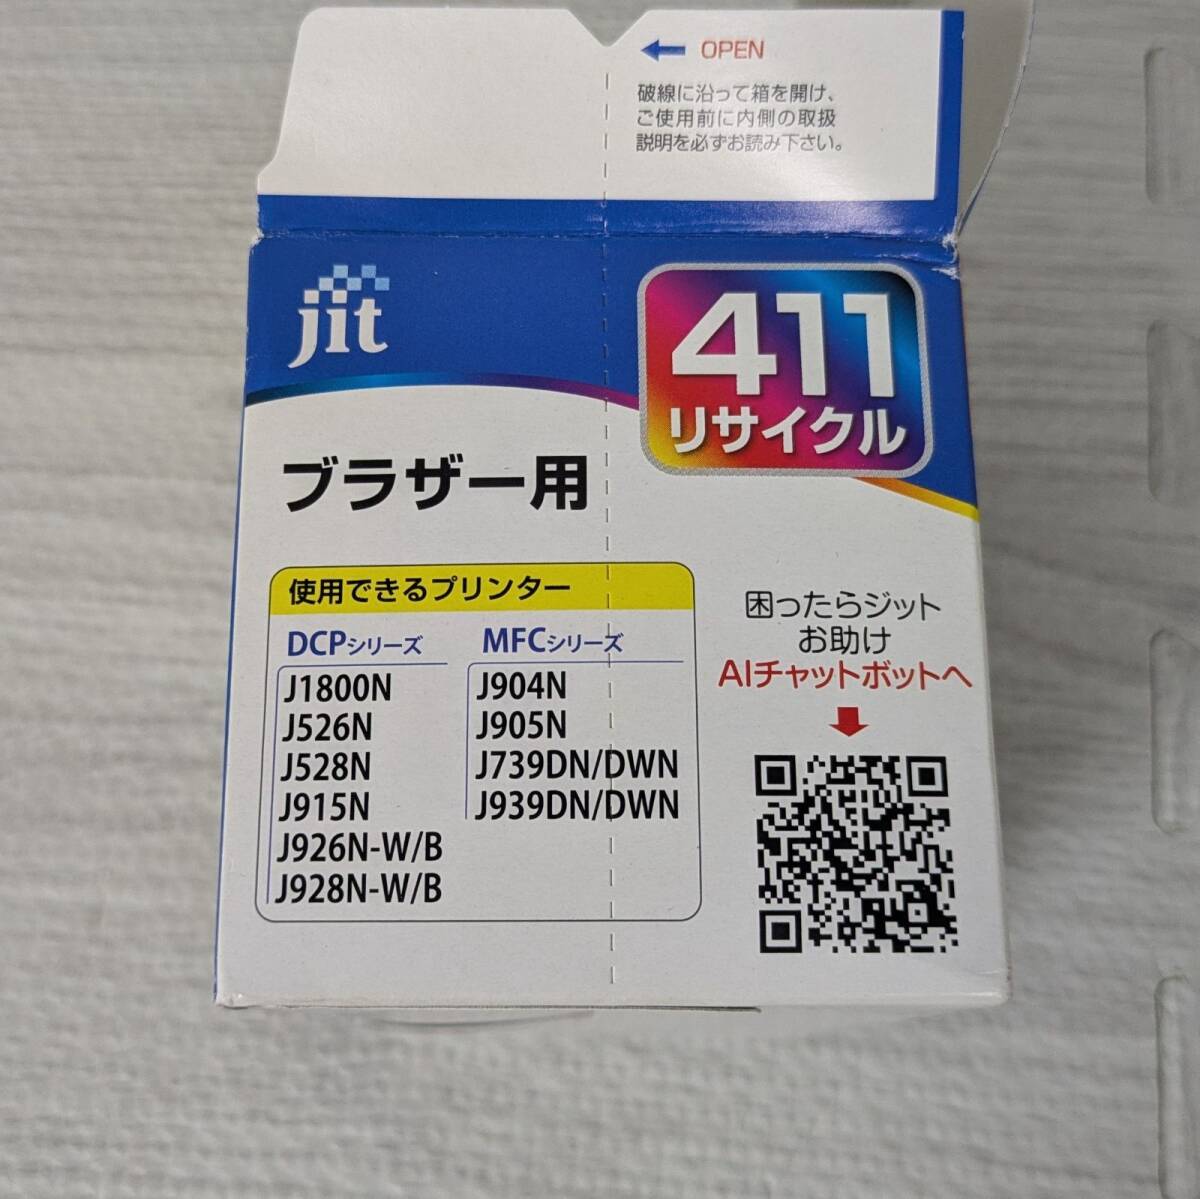 OPEN
破線に沿って箱を開け、
ご使用前に内側の取扱
説明を必ずお読み下さい。
jit
411
リサイクル
ブラザー用
使用できるプリンター
DCPシリーズ
J1800N
J526N
J528N
J915N
J926N-W/B
J928N-W/B
MFCシリーズ
J904N
J905N
J739DN/DWN
J939DN/DWN
困ったらジット
お助け
AIチャットボットへ